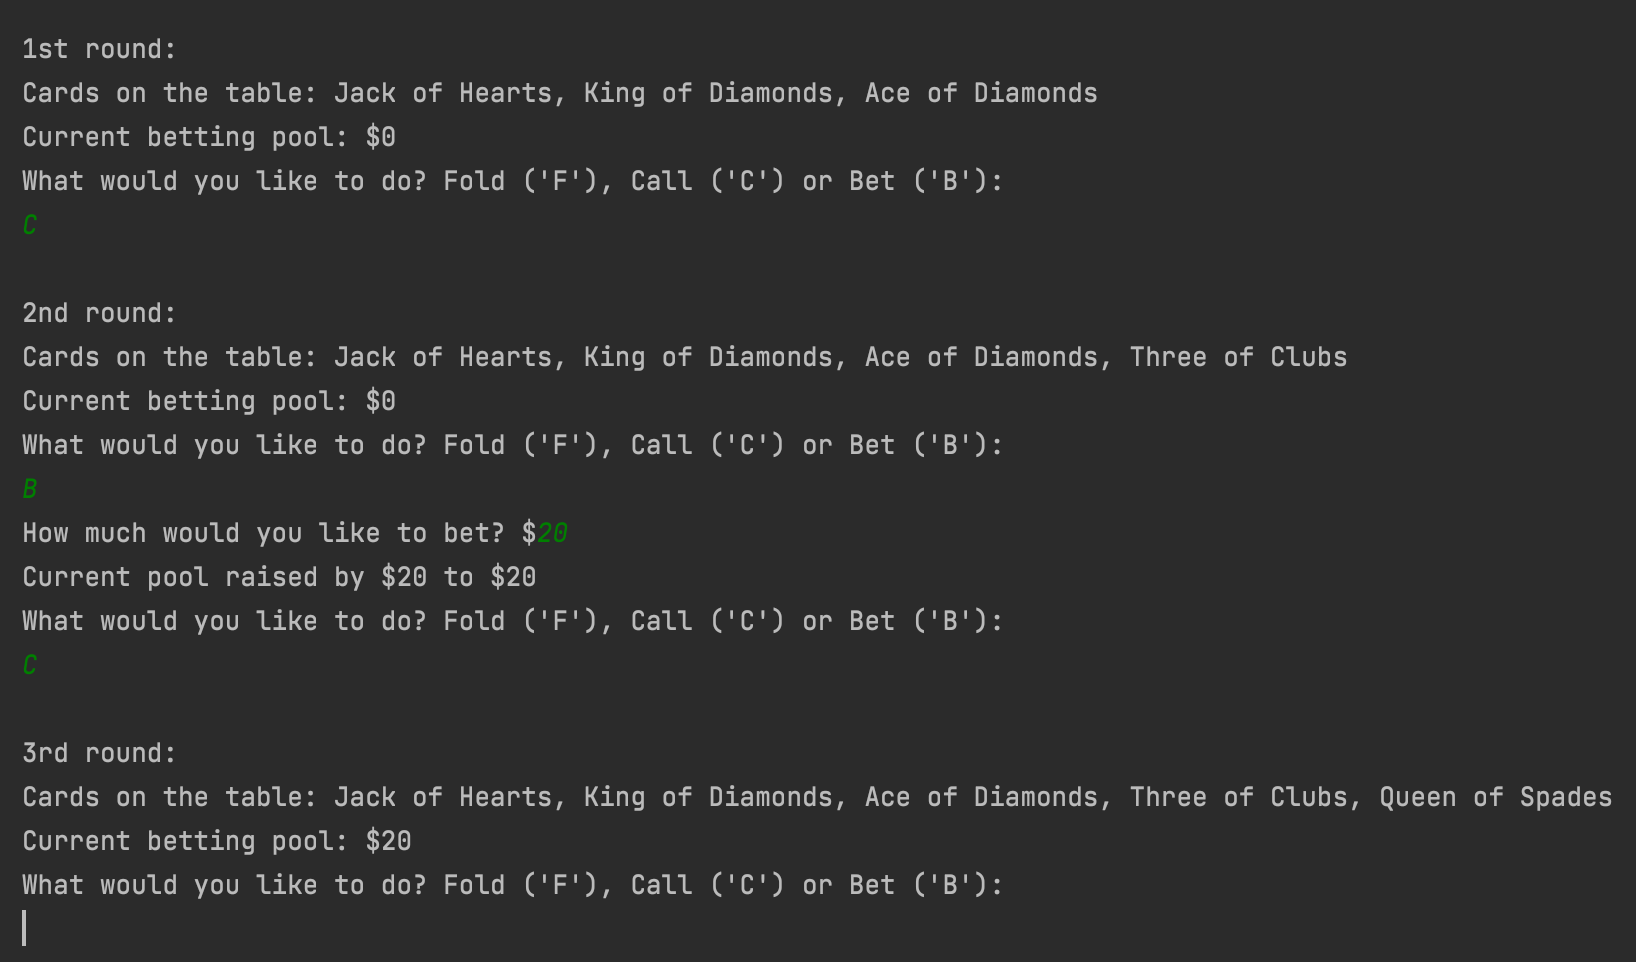 1st round:
Cards on the table: Jack of Hearts, King of Diamonds, Ace of Diamonds
Current betting pool: $0
What would you like to do? Fold ('F'), Call ('C') or Bet ('B'):
C
2nd round:
Cards on the table: Jack of Hearts, King of Diamonds, Ace of Diamonds, Three of Clubs
Current betting pool: $0
What would you like to do? Fold ('F'), Call ('C') or Bet ('B'):
B
How much would you like to bet? $20
Current pool raised by $20 to $20
What would you like to do? Fold ('F'), Call ('C') or Bet ('B'):
C
3rd round:
Cards on the table: Jack of Hearts, King of Diamonds, Ace of Diamonds, Three of Clubs, Queen of Spades
Current betting pool: $20
What would you like to do? Fold ('F'), Call ('C') or Bet ('B'):